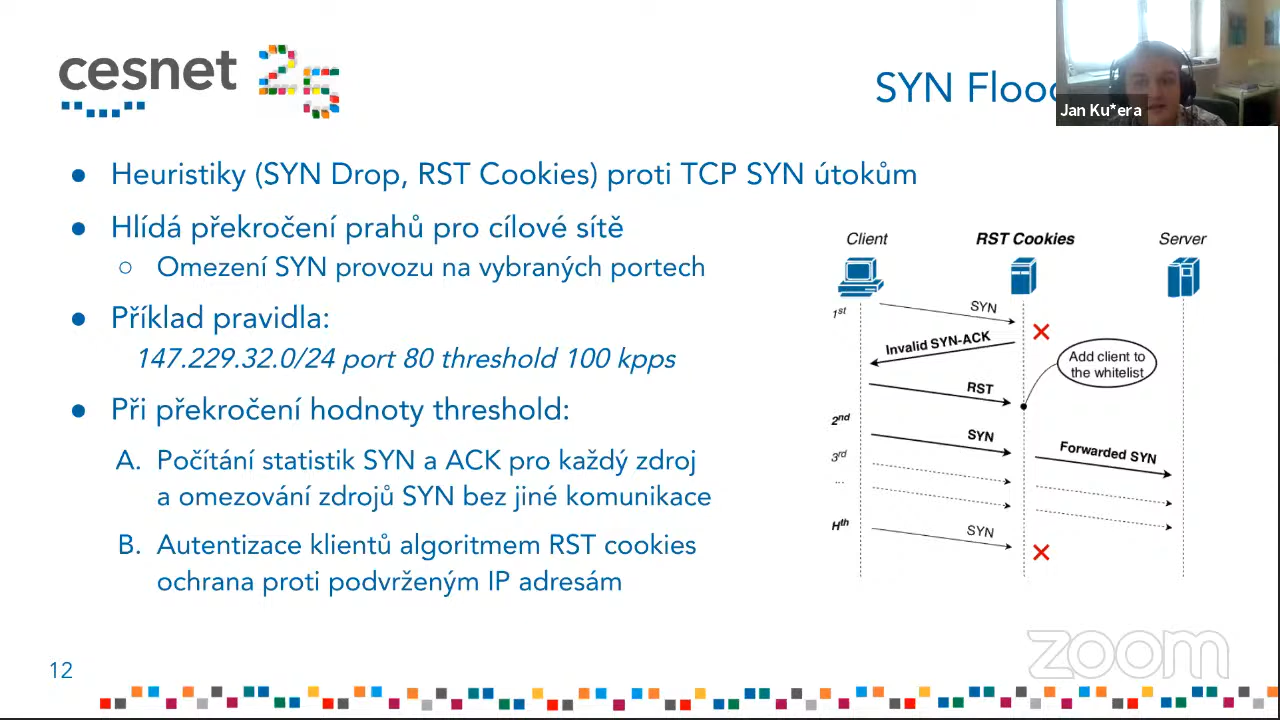 cesnet 25
SYN Flood
Jan Ku*era
● Heuristiky (SYN Drop, RST Cookies) proti TCP SYN útokům
● Hlídá překročení prahů pro cílové sítě
○ Omezení SYN provozu na vybraných portech
● Příklad pravidla:
147.229.32.0/24 port 80 threshold 100 kpps
● Při překročení hodnoty threshold:
A. Počítání statistik SYN a ACK pro každý zdroj
a omezování zdrojů SYN bez jiné komunikace
B. Autentizace klientů algoritmem RST cookies
ochrana proti podvrženým IP adresám
Client RST Cookies Server
1st
SYN
Invalid SYN-ACK
Add client to
the whitelist
RST
2nd
SYN
Forwarded SYN
3rd
...
Hth
SYN
zoom
12